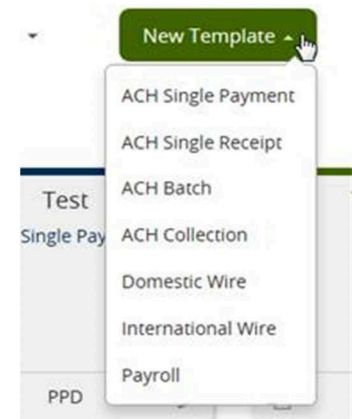 New Template
ACH Single Payment
ACH Single Receipt
ACH Batch
Test
Single Pay
ACH Collection
Domestic Wire
International Wire
Payroll
PPD